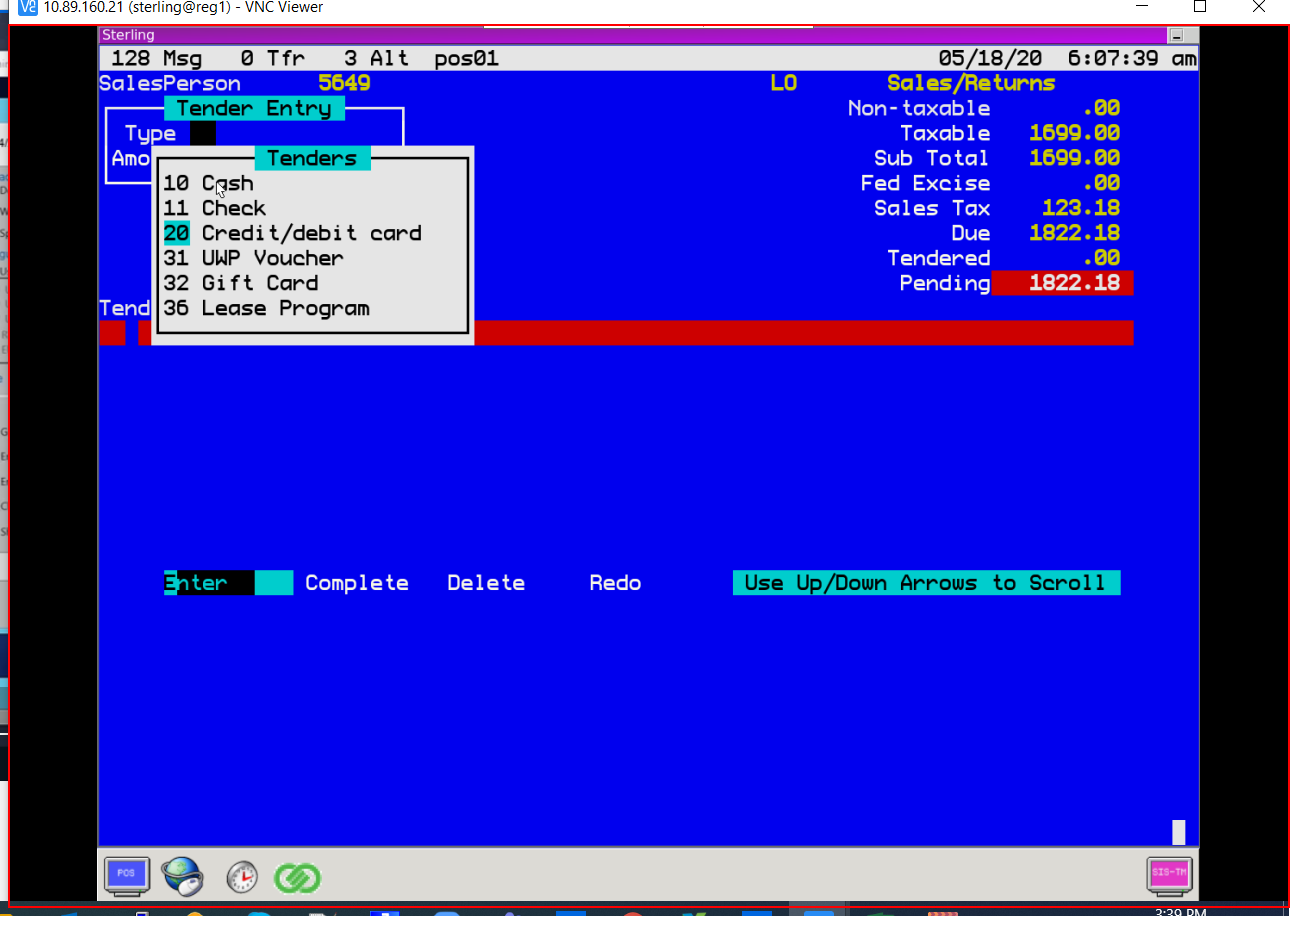 10.89.160.21 (sterling@reg1) - VNC Viewer
Sterling
128 Msg 0 Tfr 3 Alt pos01 05/18/20 6:07:39 am
SalesPerson 5649 LO Sales/Returns
Tender Entry
Type
Amo
Tenders
10 Cash
11 Check
20 Credit/debit card
31 UWP Voucher
32 Gift Card
36 Lease Program
Tend
Non-taxable .00
Taxable 1699.00
Sub Total 1699.00
Fed Excise .00
Sales Tax 123.18
Due 1822.18
Tendered .00
Pending 1822.18
Enter Complete Delete Redo Use Up/Down Arrows to Scroll
POS
SIS-TM
3:39 PM